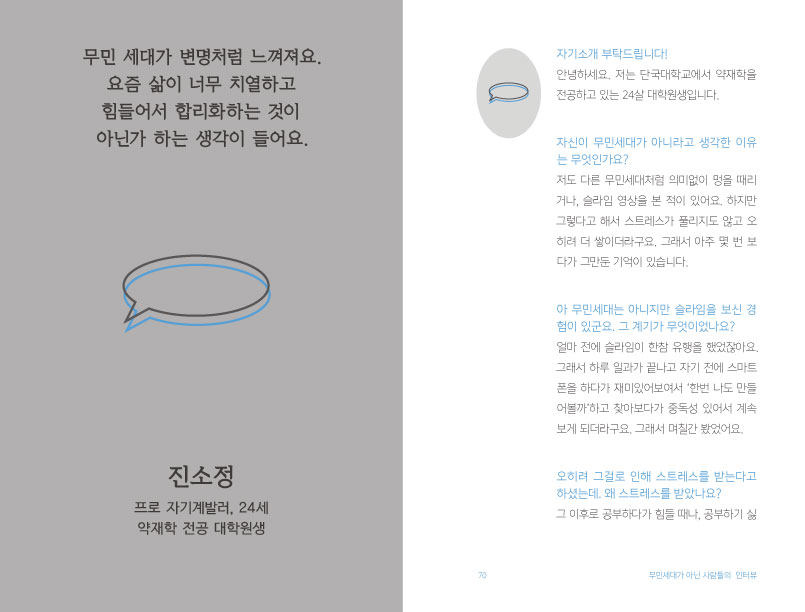 무민 세대가 변명처럼 느껴져요.
요즘 삶이 너무 치열하고
힘들어서 합리화하는 것이
아닌가 하는 생각이 들어요.
진소정
프로 자기계발러, 24세
약재학 전공 대학원생
자기소개 부탁드립니다!
안녕하세요. 저는 단국대학교에서 약재학을
전공하고 있는 24살 대학원생입니다.
자신이 무민세대가 아니라고 생각한 이유
는 무엇인가요?
저도 다른 무민세대처럼 의미없이 멍을 때리
거나, 슬라임 영상을 본 적이 있어요. 하지만
그렇다고 해서 스트레스가 풀리지도 않고 오
히려 더 쌓이더라구요. 그래서 아주 몇 번 보
다가 그만둔 기억이 있습니다.
아 무민세대는 아니지만 슬라임을 보신 경
험이 있군요. 그 계기가 무엇이었나요?
얼마 전에 슬라임이 한참 유행을 했었잖아요.
그래서 하루 일과가 끝나고 자기 전에 스마트
폰을 하다가 재미있어보여서 '한번 나도 만들
어볼까'하고 찾아보다가 중독성 있어서 계속
보게 되더라구요. 그래서 며칠간 봤었어요.
오히려 그걸로 인해 스트레스를 받는다고
하셨는데. 왜 스트레스를 받았나요?
그 이후로 공부하다가 힘들 때나, 공부하기 싫
70
무민세대가 아닌 사람들의 인터뷰